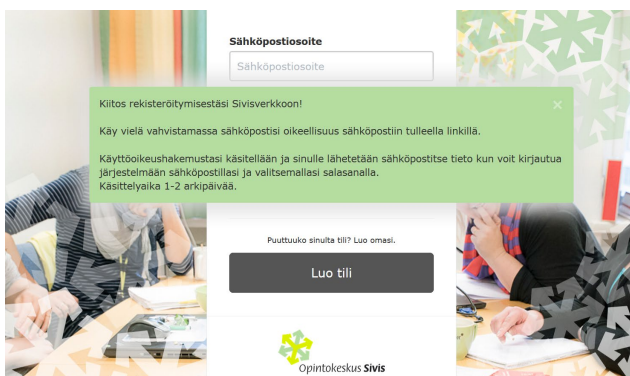 Sähköpostiosoite
Sähköpostiosoite
Kiitos rekisteröitymisestäsi Sivisverkkoon!
Käy vielä vahvistamassa sähköpostisi oikeellisuus sähköpostiin tulleella linkillä.
Käyttöoikeushakemustasi käsitellään ja sinulle lähetetään sähköpostitse tieto kun voit kirjautua
järjestelmään sähköpostillasi ja valitsemallasi salasanalla.
Käsittelyaika 1-2 arkipäivää.
Puuttuuko sinulta tili? Luo omasi.
Luo tili
Opintokeskus Sivis